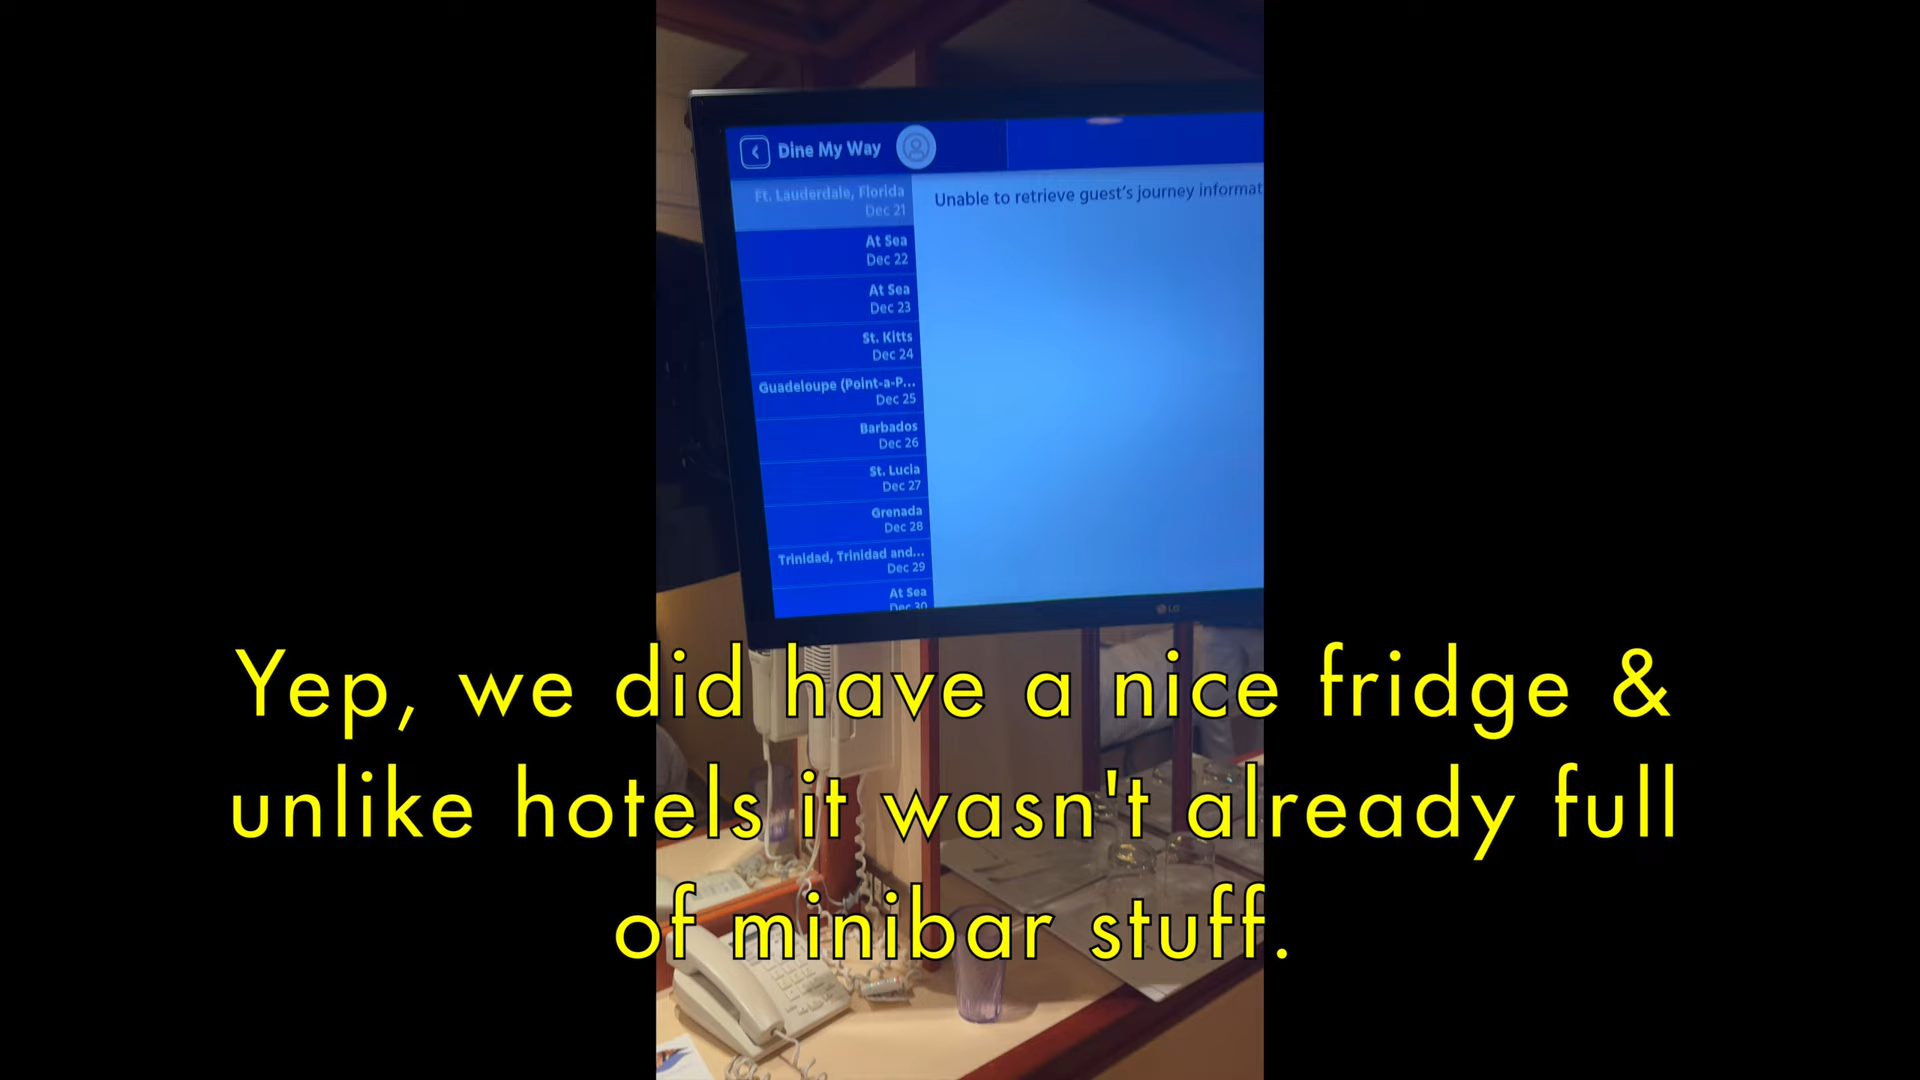 Dine My Way
Ft. Lauderdale, Florida
Dec 21
Unable to retrieve guest's journey informat
At Sea
Dec 22
At Sea
Dec 23
St. Kitts
Dec 24
Guadeloupe (Point-a-P...
Dec 25
Barbados
Dec 26
St. Lucia
Dec 27
Grenada
Dec 28
Trinidad, Trinidad and...
Dec 29
At Sea
Dec 30
LG
Yep, we did have a nice fridge &
unlike hotels it wasn't already full
of minibar stuff.